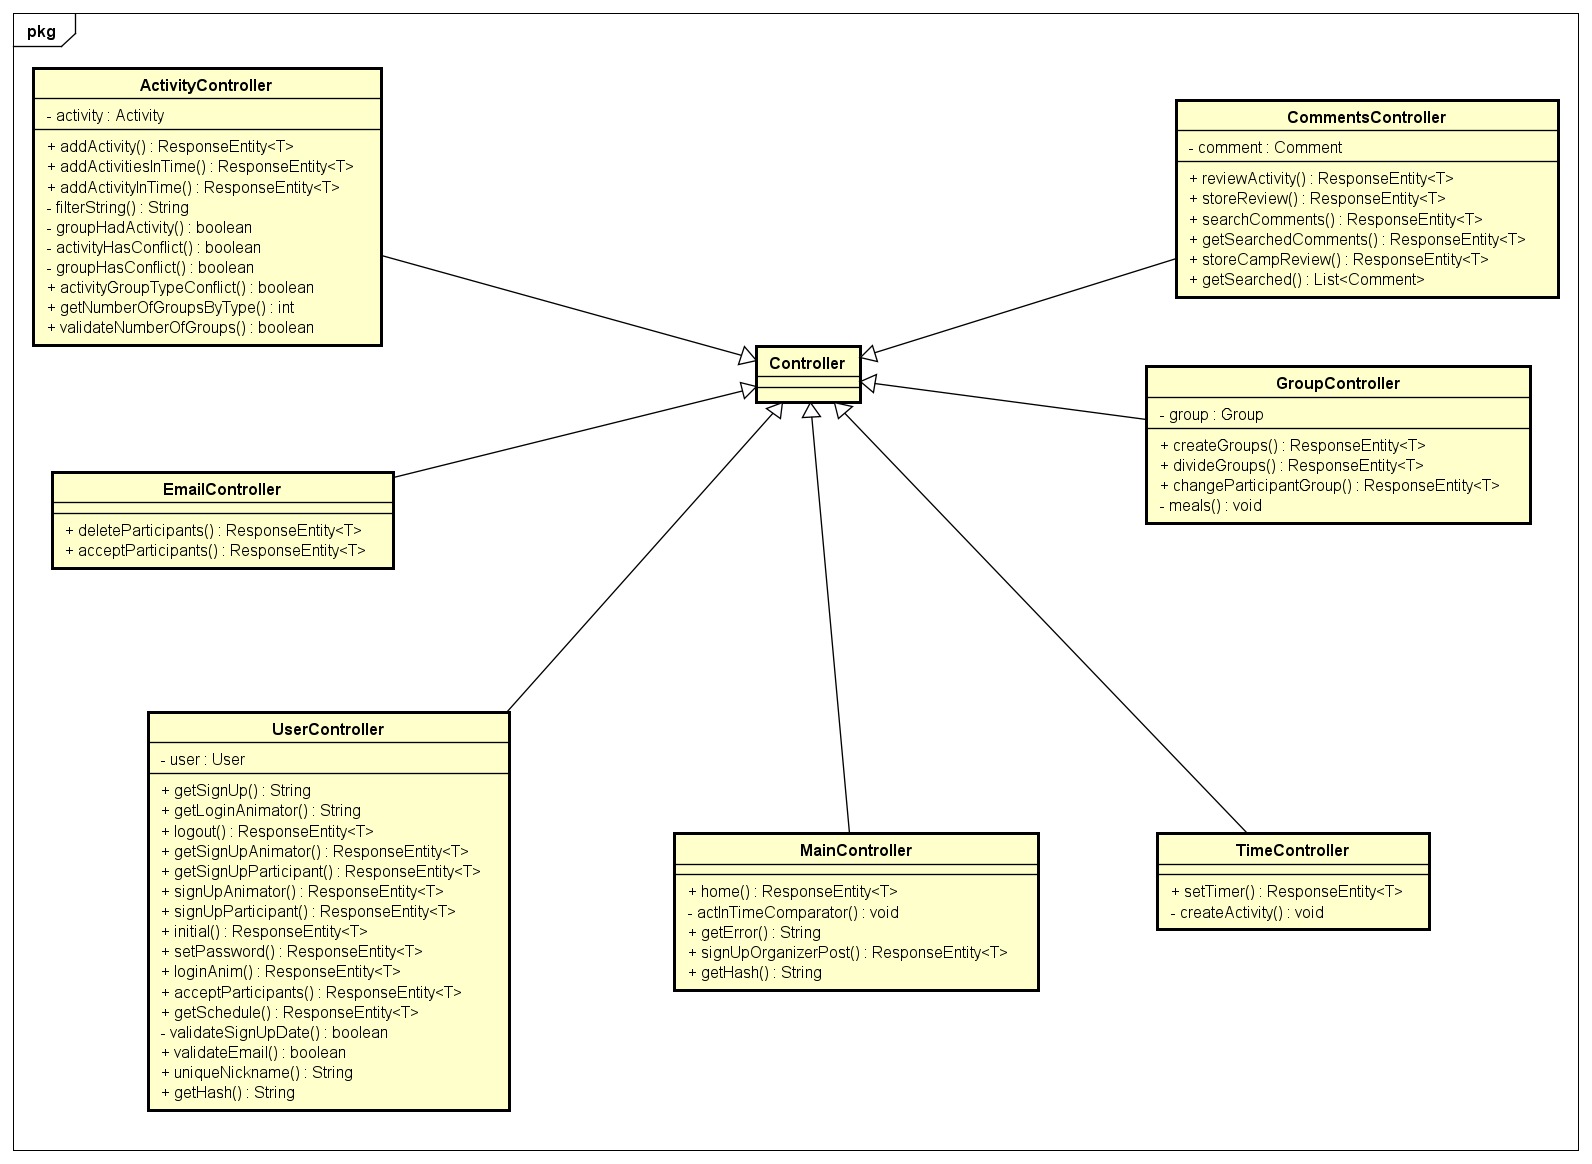 pkg
ActivityController
- activity : Activity
+ addActivity() : ResponseEntity<T>
+ addActivitiesInTime() : ResponseEntity<T>
+ addActivityInTime() : ResponseEntity<T>
- filterString() : String
- groupHadActivity() : boolean
- activityHasConflict() : boolean
- groupHasConflict() : boolean
+ activityGroupTypeConflict() : boolean
+ getNumberOfGroupsByType() : int
+ validateNumberOfGroups() : boolean
CommentsController
- comment : Comment
+ reviewActivity() : ResponseEntity<T>
+ storeReview() : ResponseEntity<T>
+ searchComments() : ResponseEntity<T>
+ getSearchedComments() : ResponseEntity<T>
+ storeCampReview() : ResponseEntity<T>
+ getSearched() : List<Comment>
Controller
GroupController
- group : Group
+ createGroups() : ResponseEntity<T>
+ divideGroups() : ResponseEntity<T>
+ changeParticipantGroup() : ResponseEntity<T>
- meals() : void
EmailController
+ deleteParticipants() : ResponseEntity<T>
+ acceptParticipants() : ResponseEntity<T>
UserController
- user : User
+ getSignUp() : String
+ getLoginAnimator() : String
+ logout() : ResponseEntity<T>
+ getSignUpAnimator() : ResponseEntity<T>
+ getSignUpParticipant() : ResponseEntity<T>
+ signUpAnimator() : ResponseEntity<T>
+ signUpParticipant() : ResponseEntity<T>
+ initial() : ResponseEntity<T>
+ setPassword() : ResponseEntity<T>
+ loginAnim() : ResponseEntity<T>
+ acceptParticipants() : ResponseEntity<T>
+ getSchedule() : ResponseEntity<T>
- validateSignUpDate() : boolean
+ validateEmail() : boolean
+ uniqueNickname() : String
+ getHash() : String
MainController
+ home() : ResponseEntity<T>
- actInTimeComparator() : void
+ getError() : String
+ signUpOrganizerPost() : ResponseEntity<T>
+ getHash() : String
TimeController
+ setTimer() : ResponseEntity<T>
- createActivity() : void